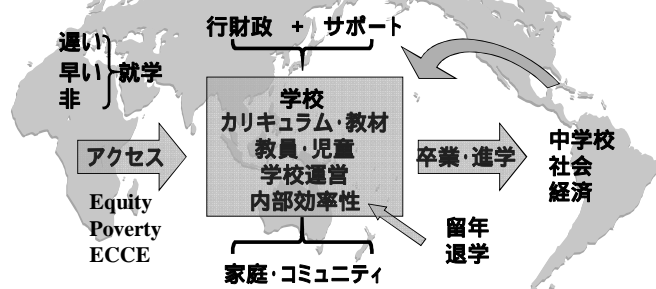 行財政 + サポート
遅い
早い
非
就学
学校
カリキュラム・教材
教員・児童
学校運営
内部効率性
アクセス
卒業・進学
中学校
社会
経済
Equity
Poverty
ECCE
留年
退学
家庭・コミュニティ